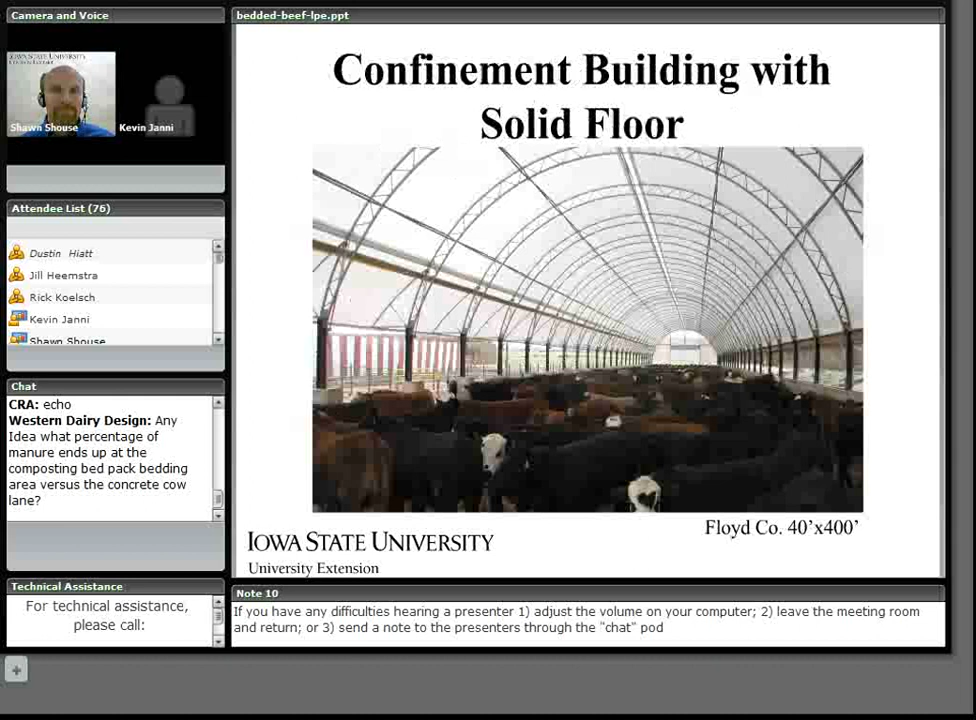 Camera and Voice
IOWA STATE UNIVERSITY
Shawn Shouse
Kevin Janni
Attendee List (76)
Dustin Hiatt
Jill Heemstra
Rick Koelsch
Kevin Janni
Shawn Shouse
Chat
CRA: echo
Western Dairy Design: Any
Idea what percentage of
manure ends up at the
composting bed pack bedding
area versus the concrete cow
lane?
Technical Assistance
For technical assistance,
please call:
bedded-beef-lpe.ppt
Confinement Building with
Solid Floor
Floyd Co. 40’x400’
IOWA STATE UNIVERSITY
University Extension
Note 10
If you have any difficulties hearing a presenter 1) adjust the volume on your computer; 2) leave the meeting room
and return; or 3) send a note to the presenters through the "chat" pod